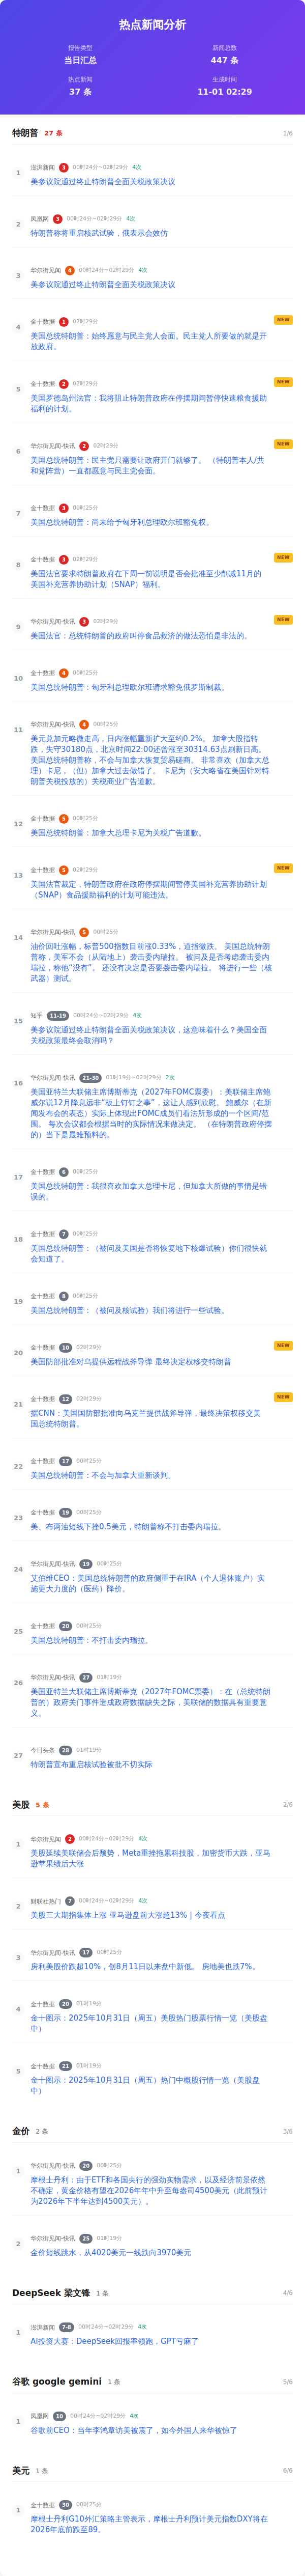 热点新闻分析
报告类型
当日汇总
新闻总数
447 条
热点新闻
37 条
生成时间
11-01 02:29
特朗普 27 条 1/6
1
澎湃新闻 3 00时24分~02时29分 4次
美参议院通过终止特朗普全面关税政策决议
2
凤凰网 3 00时24分~02时29分 4次
特朗普称将重启核武试验，俄表示会效仿
3
华尔街见闻 4 00时24分~02时29分 4次
美参议院通过终止特朗普全面关税政策决议
4
金十数据 1 02时29分 NEW
美国总统特朗普：始终愿意与民主党人会面。民主党人所要做的就是开
放政府。
5
金十数据 2 02时29分 NEW
美国罗德岛州法官：我将阻止特朗普政府在停摆期间暂停快速粮食援助
福利的计划。
6
华尔街见闻-快讯 2 02时29分 NEW
美国总统特朗普：民主党只需要让政府开门就够了。 （特朗普本人/共
和党阵营）一直都愿意与民主党会面。
7
金十数据 3 00时25分
美国总统特朗普：尚未给予匈牙利总理欧尔班豁免权。
8
金十数据 3 02时29分 NEW
美国法官要求特朗普政府在下周一前说明是否会批准至少削减11月的
美国补充营养协助计划（SNAP）福利。
9
华尔街见闻-快讯 3 02时29分 NEW
美国法官：总统特朗普的政府叫停食品救济的做法恐怕是非法的。
10
金十数据 4 00时25分
美国总统特朗普：匈牙利总理欧尔班请求豁免俄罗斯制裁。
11
华尔街见闻-快讯 4 00时25分
美元兑加元略微走高，日内涨幅重新扩大至约0.2%。 加拿大股指转
跌，失守30180点，北京时间22:00还曾涨至30314.63点刷新日高。
美国总统特朗普称，不会与加拿大恢复贸易磋商。 非常喜欢（加拿大总
理）卡尼，（但）加拿大过去做错了。 卡尼为（安大略省在美国针对特
朗普关税投放的）关税商业广告道歉。
12
金十数据 5 00时25分
美国总统特朗普：加拿大总理卡尼为关税广告道歉。
13
金十数据 5 02时29分 NEW
美国法官裁定，特朗普政府在政府停摆期间暂停美国补充营养协助计划
（SNAP）食品援助福利的计划可能违法。
14
华尔街见闻-快讯 5 00时25分
油价回吐涨幅，标普500指数目前涨0.33%，道指微跌。 美国总统特朗
普称，美军不会（从陆地上）袭击委内瑞拉。 被问及是否考虑袭击委内
瑞拉，称他"没有"。 还没有决定是否要袭击委内瑞拉。 将进行一些（核
武器）测试。
15
知乎 11-19 00时24分~02时29分 4次
美参议院通过终止特朗普全面关税政策决议，这意味着什么？美国全面
关税政策最终会取消吗？
16
华尔街见闻-快讯 21-30 01时19分~02时29分 2次
美国亚特兰大联储主席博斯蒂克（2027年FOMC票委）：美联储主席鲍
威尔说12月降息远非“板上钉钉之事”，这让人感到欣慰。 鲍威尔（在新
闻发布会的表态）实际上体现出FOMC成员们看法所形成的一个区间/范
围。 每次会议都会根据当时的实际情况来做决定。 （在特朗普政府停摆
的）当下是最难预料的。
17
金十数据 6 00时25分
美国总统特朗普：我很喜欢加拿大总理卡尼，但加拿大所做的事情是错
误的。
18
金十数据 7 00时25分
美国总统特朗普：（被问及美国是否将恢复地下核爆试验）你们很快就
会知道了。
19
金十数据 8 00时25分
美国总统特朗普：（被问及核试验）我们将进行一些试验。
20
金十数据 10 02时29分 NEW
美国防部批准对乌提供远程战斧导弹 最终决定权移交特朗普
21
金十数据 12 02时29分 NEW
据CNN：美国国防部批准向乌克兰提供战斧导弹，最终决策权移交美
国总统特朗普。
22
金十数据 17 00时25分
美国总统特朗普：不会与加拿大重新谈判。
23
金十数据 19 00时25分
美、布两油短线下挫0.5美元，特朗普称不打击委内瑞拉。
24
华尔街见闻-快讯 19 00时25分
艾伯维CEO：美国总统特朗普的政府侧重于在IRA（个人退休账户）实
施更大力度的（医药）降价。
25
金十数据 20 00时25分
美国总统特朗普：不打击委内瑞拉。
26
华尔街见闻-快讯 27 01时19分
美国亚特兰大联储主席博斯蒂克（2027年FOMC票委）：在（总统特朗
普的）政府关门事件造成政府数据缺失之际，美联储的数据具有重要意
义。
27
今日头条 28 01时19分
特朗普宣布重启核试验被批不切实际
美股 5 条 2/6
1
华尔街见闻 2 00时24分~02时29分 4次
美股延续美联储会后颓势，Meta重挫拖累科技股，加密货币大跌，亚马
逊苹果绩后大涨
2
财联社热门 7 00时24分~02时29分 4次
美股三大期指集体上涨 亚马逊盘前大涨超13% | 今夜看点
3
华尔街见闻-快讯 17 00时25分
房利美股价跌超10%，创8月11日以来盘中新低。 房地美也跌7%。
4
金十数据 20 01时19分
金十图示：2025年10月31日（周五）美股热门股票行情一览（美股盘
中）
5
金十数据 21 01时19分
金十图示：2025年10月31日（周五）热门中概股行情一览（美股盘
中）
金价 2 条 3/6
1
华尔街见闻-快讯 20 00时25分
摩根士丹利：由于ETF和各国央行的强劲实物需求，以及经济前景依然
不确定，黄金价格有望在2026年年中升至每盎司4500美元（此前预计
为2026年下半年达到4500美元）。
2
华尔街见闻-快讯 25 01时19分
金价短线跳水，从4020美元一线跌向3970美元
DeepSeek 梁文锋 1 条 4/6
1
澎湃新闻 7-8 00时24分~02时29分 4次
AI投资大赛：DeepSeek回报率领跑，GPT亏麻了
谷歌 google gemini 1 条 5/6
1
凤凰网 10 00时24分~02时29分 4次
谷歌前CEO：当年李鸿章访美被震了，如今外国人来华被惊了
美元 1 条 6/6
1
金十数据 30 00时25分
摩根士丹利G10外汇策略主管表示，摩根士丹利预计美元指数DXY将在
2026年底前跌至89。